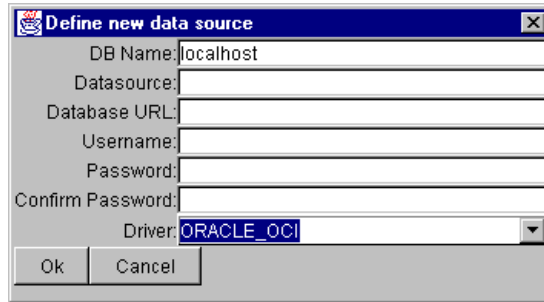 Define new data source
DB Name: localhost
Datasource:
Database URL:
Username:
Password:
Confirm Password:
Driver: ORACLE_OCI
Ok Cancel